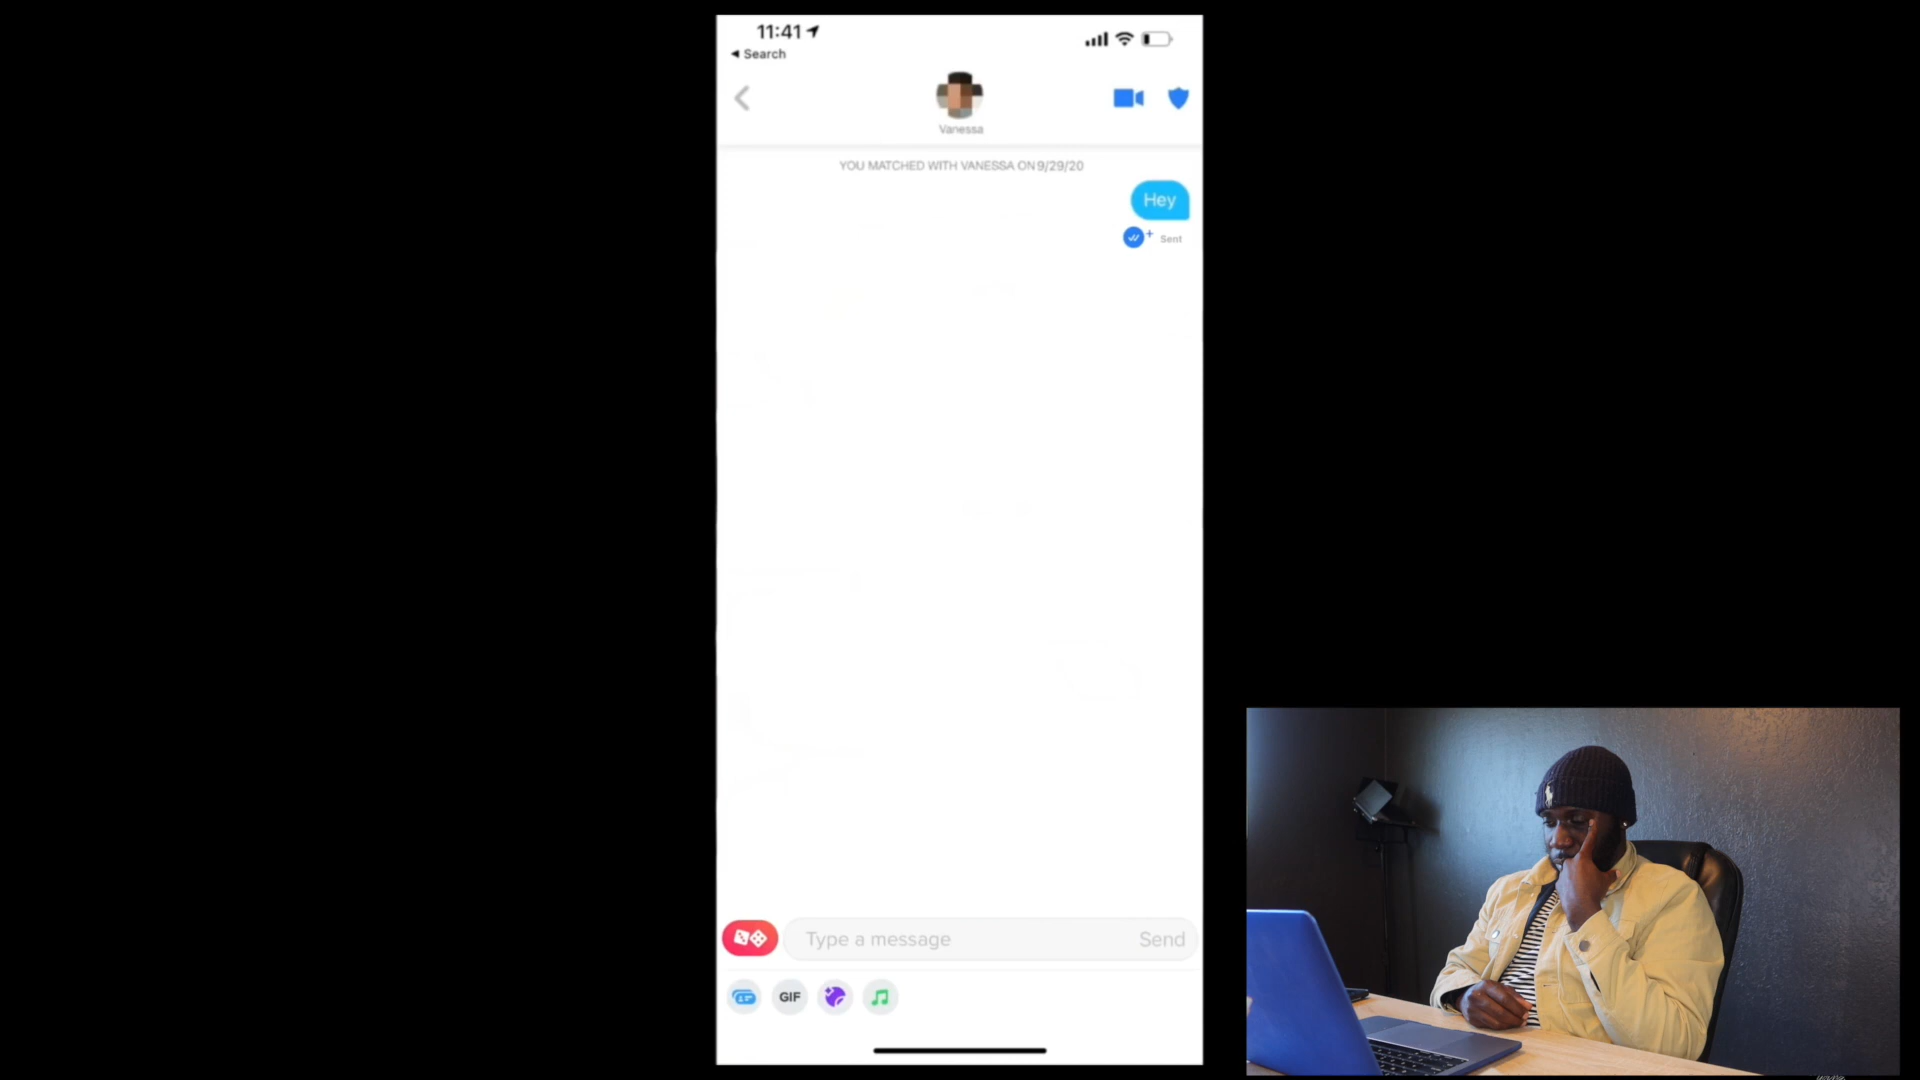 11:41
Search
Vanessa
YOU MATCHED WITH VANESSA ON 9/29/20
Hey
Sent
Type a message
Send
GIF